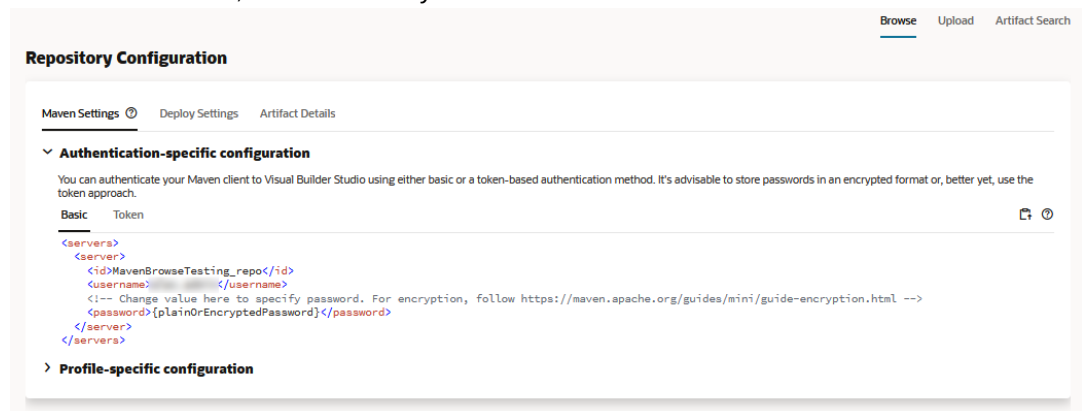 Browse Upload Artifact Search
Repository Configuration
Maven Settings Deploy Settings Artifact Details
Authentication-specific configuration
You can authenticate your Maven client to Visual Builder Studio using either basic or a token-based authentication method. It's advisable to store passwords in an encrypted format or, better yet, use the
token approach.
Basic Token
<servers>
<server>
<id>MavenBrowseTesting_repo</id>
<username></username>
<!-- Change value here to specify password. For encryption, follow https://maven.apache.org/guides/mini/guide-encryption.html -->
<password>{plainOrEncryptedPassword}</password>
</server>
</servers>
Profile-specific configuration